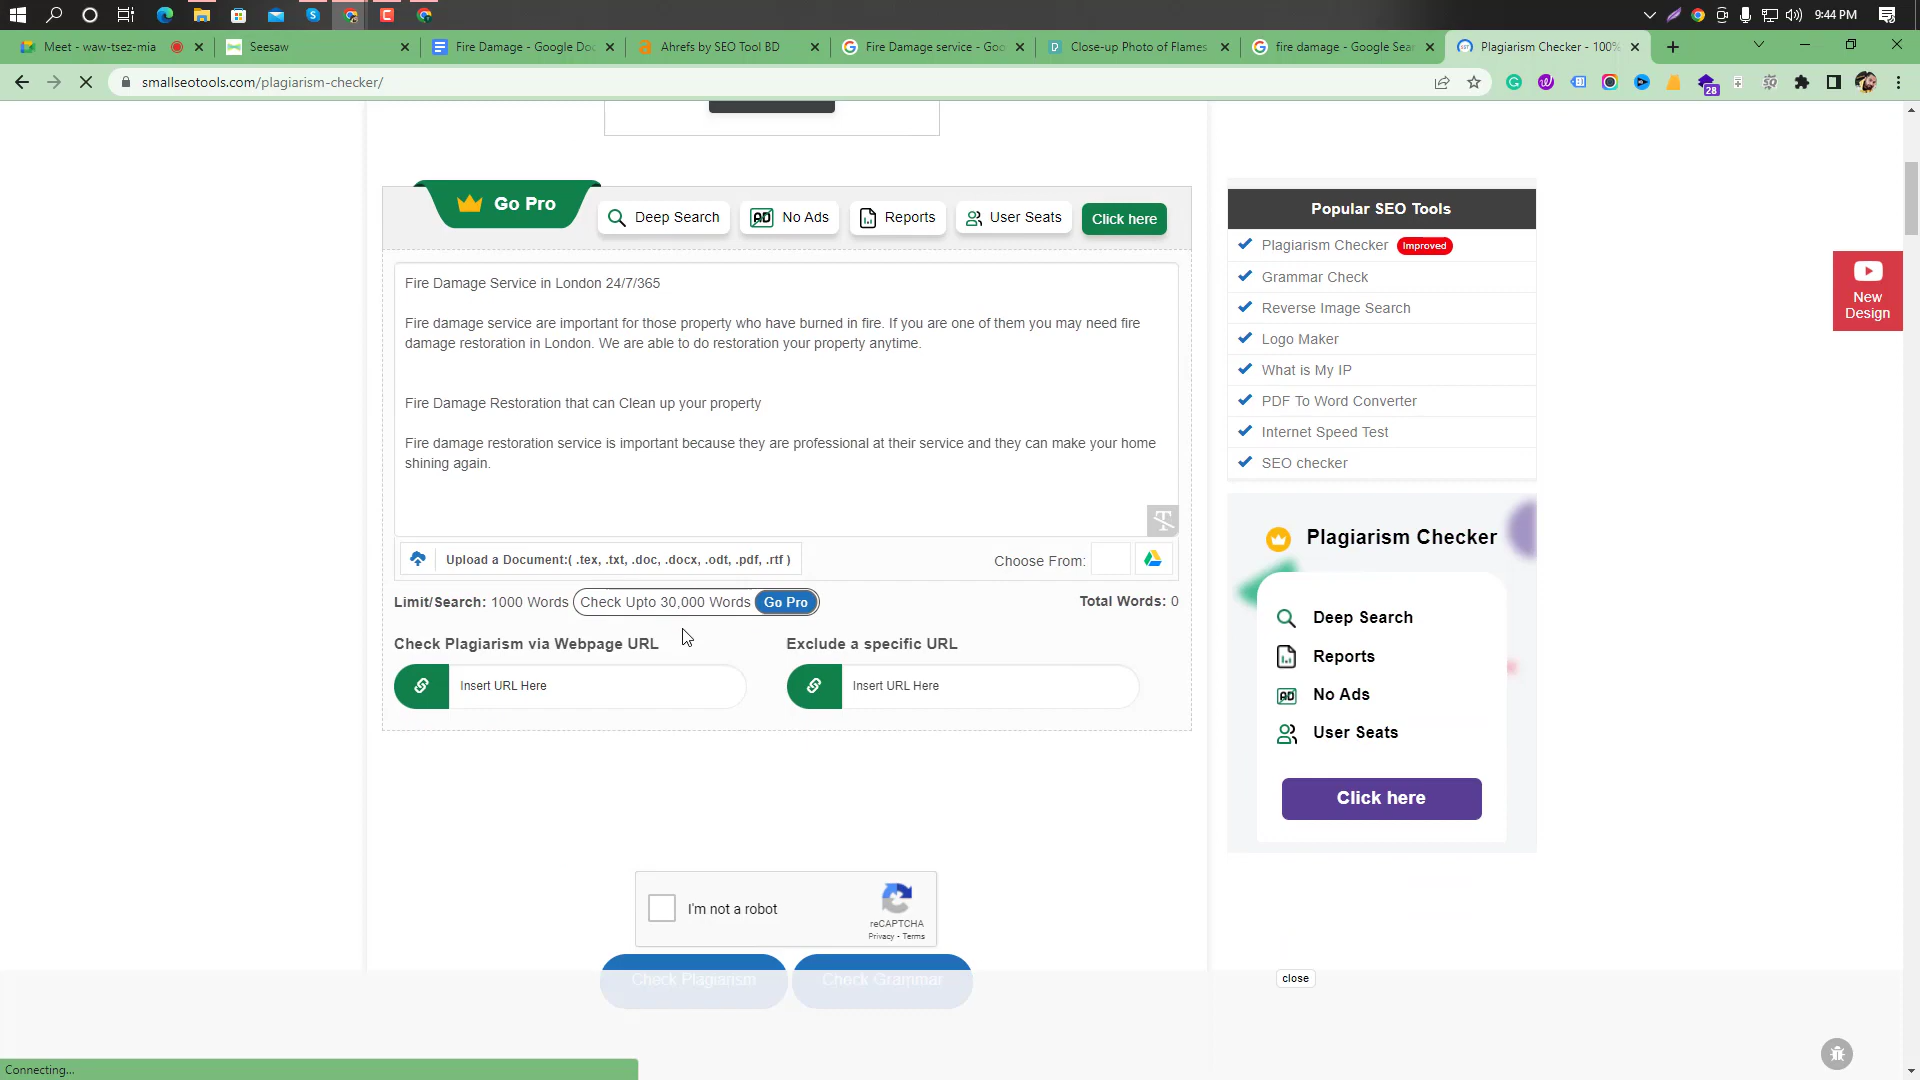 9:44 PM
Meet - waw-tsez-mia
Seesaw
Fire Damage - Google Doc
Ahrefs by SEO Tool BD
Fire Damage service - Goo
Close-up Photo of Flames
fire damage - Google Sear
Plagiarism Checker - 100%
smallseotools.com/plagiarism-checker/
28
Go Pro
Deep Search
No Ads
Reports
User Seats
Click here
Fire Damage Service in London 24/7/365
Fire damage service are important for those property who have burned in fire. If you are one of them you may need fire
damage restoration in London. We are able to do restoration your property anytime.
Fire Damage Restoration that can Clean up your property
Fire damage restoration service is important because they are professional at their service and they can make your home
shining again.
Upload a Document:( .tex, .txt, .doc, .docx, .odt, .pdf, .rtf )
Choose From:
Limit/Search: 1000 Words
Check Upto 30,000 Words
Go Pro
Total Words: 0
Check Plagiarism via Webpage URL
Exclude a specific URL
Insert URL Here
Insert URL Here
I'm not a robot
reCAPTCHA
Privacy - Terms
Check Plagiarism
Check Grammar
Popular SEO Tools
Plagiarism Checker
Improved
Grammar Check
Reverse Image Search
Logo Maker
What is My IP
PDF To Word Converter
Internet Speed Test
SEO checker
New
Design
Plagiarism Checker
Deep Search
Reports
AD
No Ads
User Seats
Click here
close
Connecting...